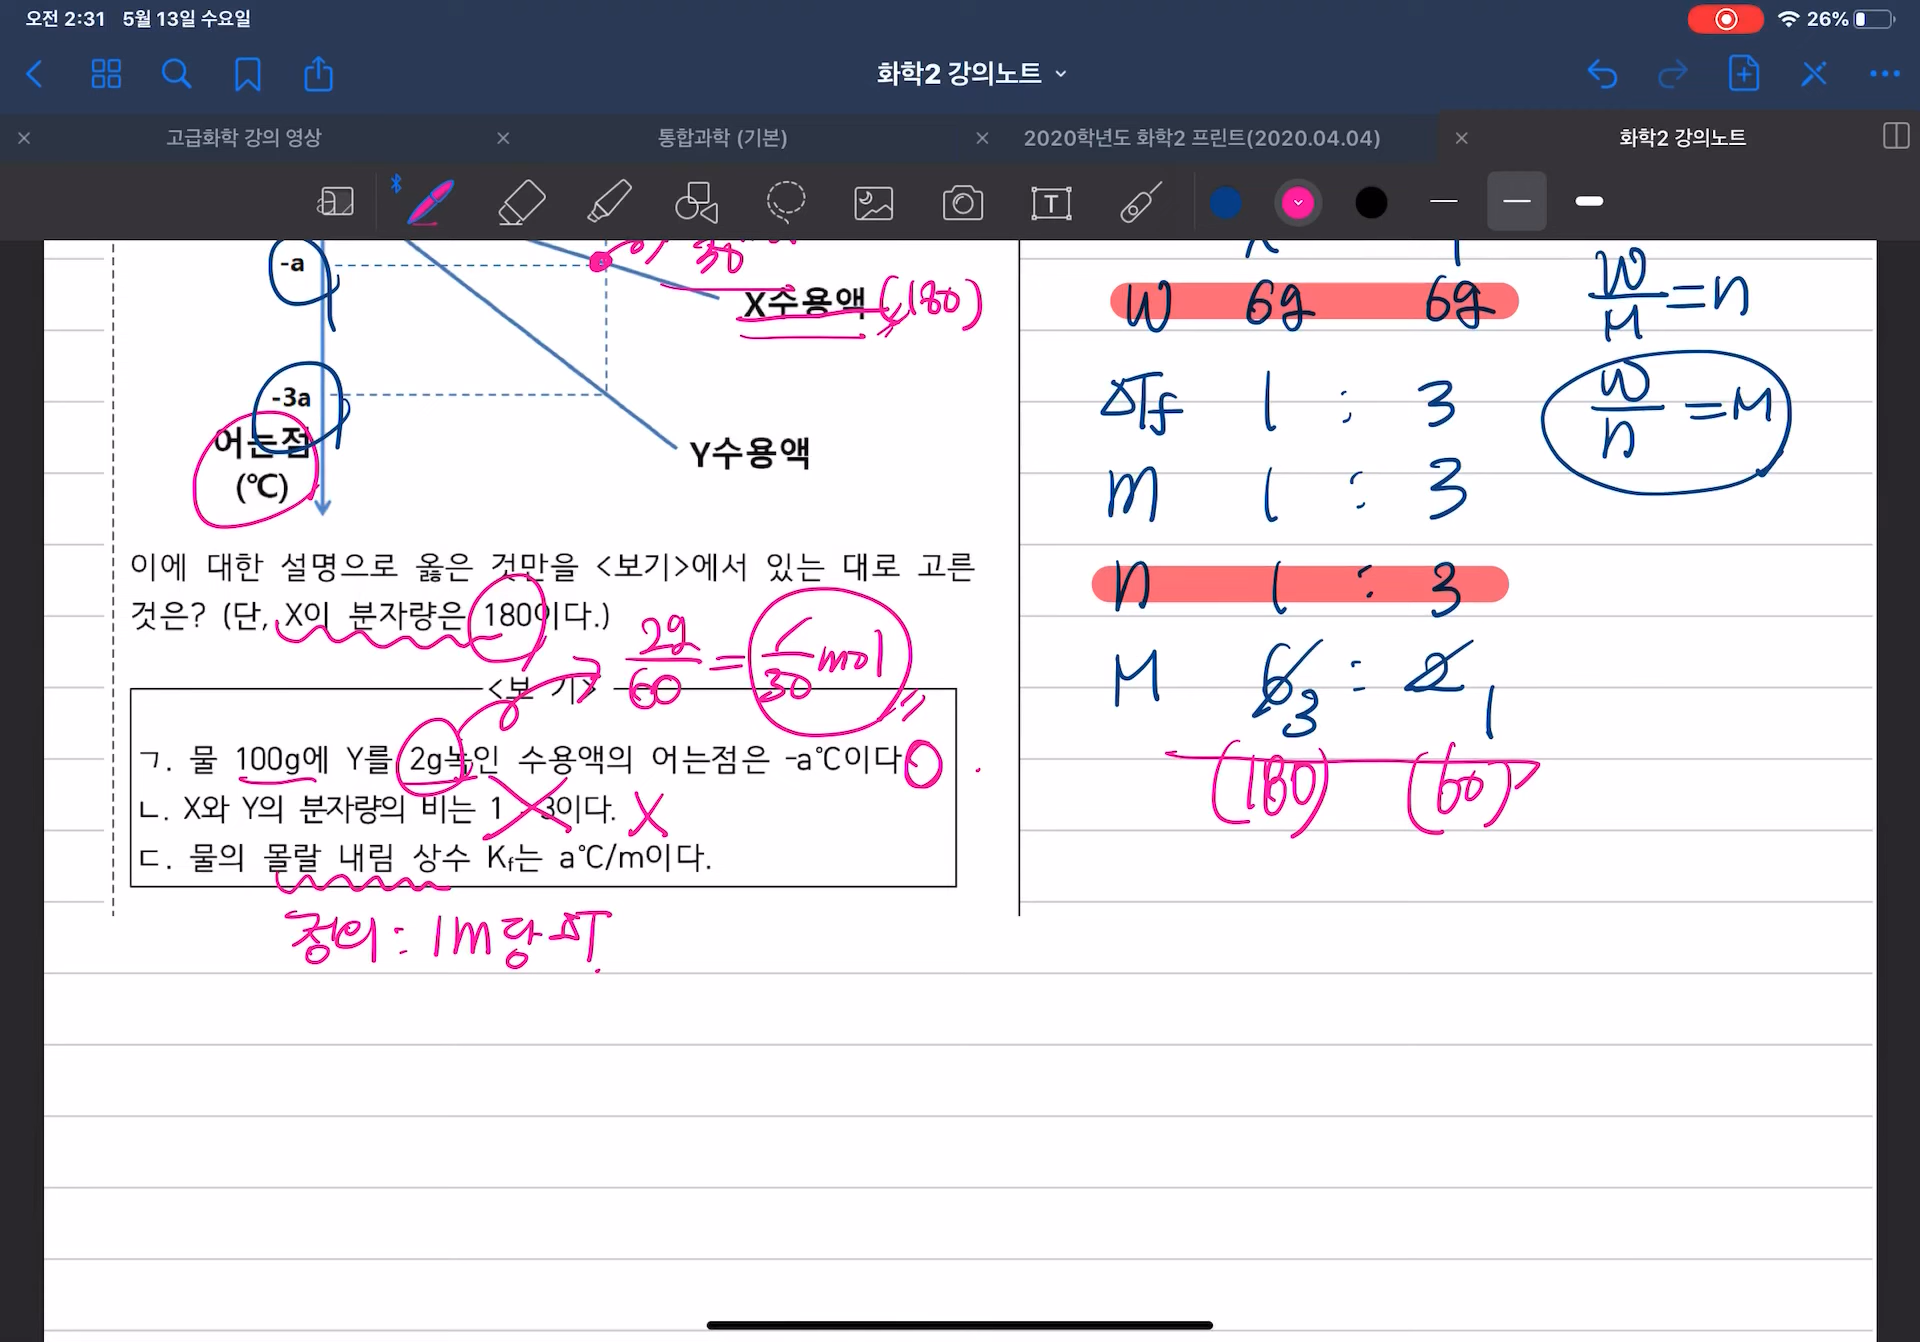 오전 2:31 5월 13일 수요일
26%
화학2 강의노트
고급화학 강의 영상
통합과학 (기본)
2020학년도 화학2 프린트(2020.04.04)
화학2 강의노트
-a
30
X수용액 (180)
-3a
어는점
(℃)
Y수용액
이에 대한 설명으로 옳은 것만을 <보기>에서 있는 대로 고른
것은? (단, X의 분자량은 180이다.)
2g/60 = 1/30 mol
<보 기>
ㄱ. 물 100g에 Y를 2g녹인 수용액의 어는점은 -a℃이다
ㄴ. X와 Y의 분자량의 비는 1 3이다. X
ㄷ. 물의 몰랄 내림 상수 Kf는 a℃/m이다.
정의 : 1m당 ΔT
W 6g 6g
W/M = n
ΔTf 1 : 3
W/n = M
m 1 : 3
n 1 : 3
M 6 : 2
3 1
(180) (60)